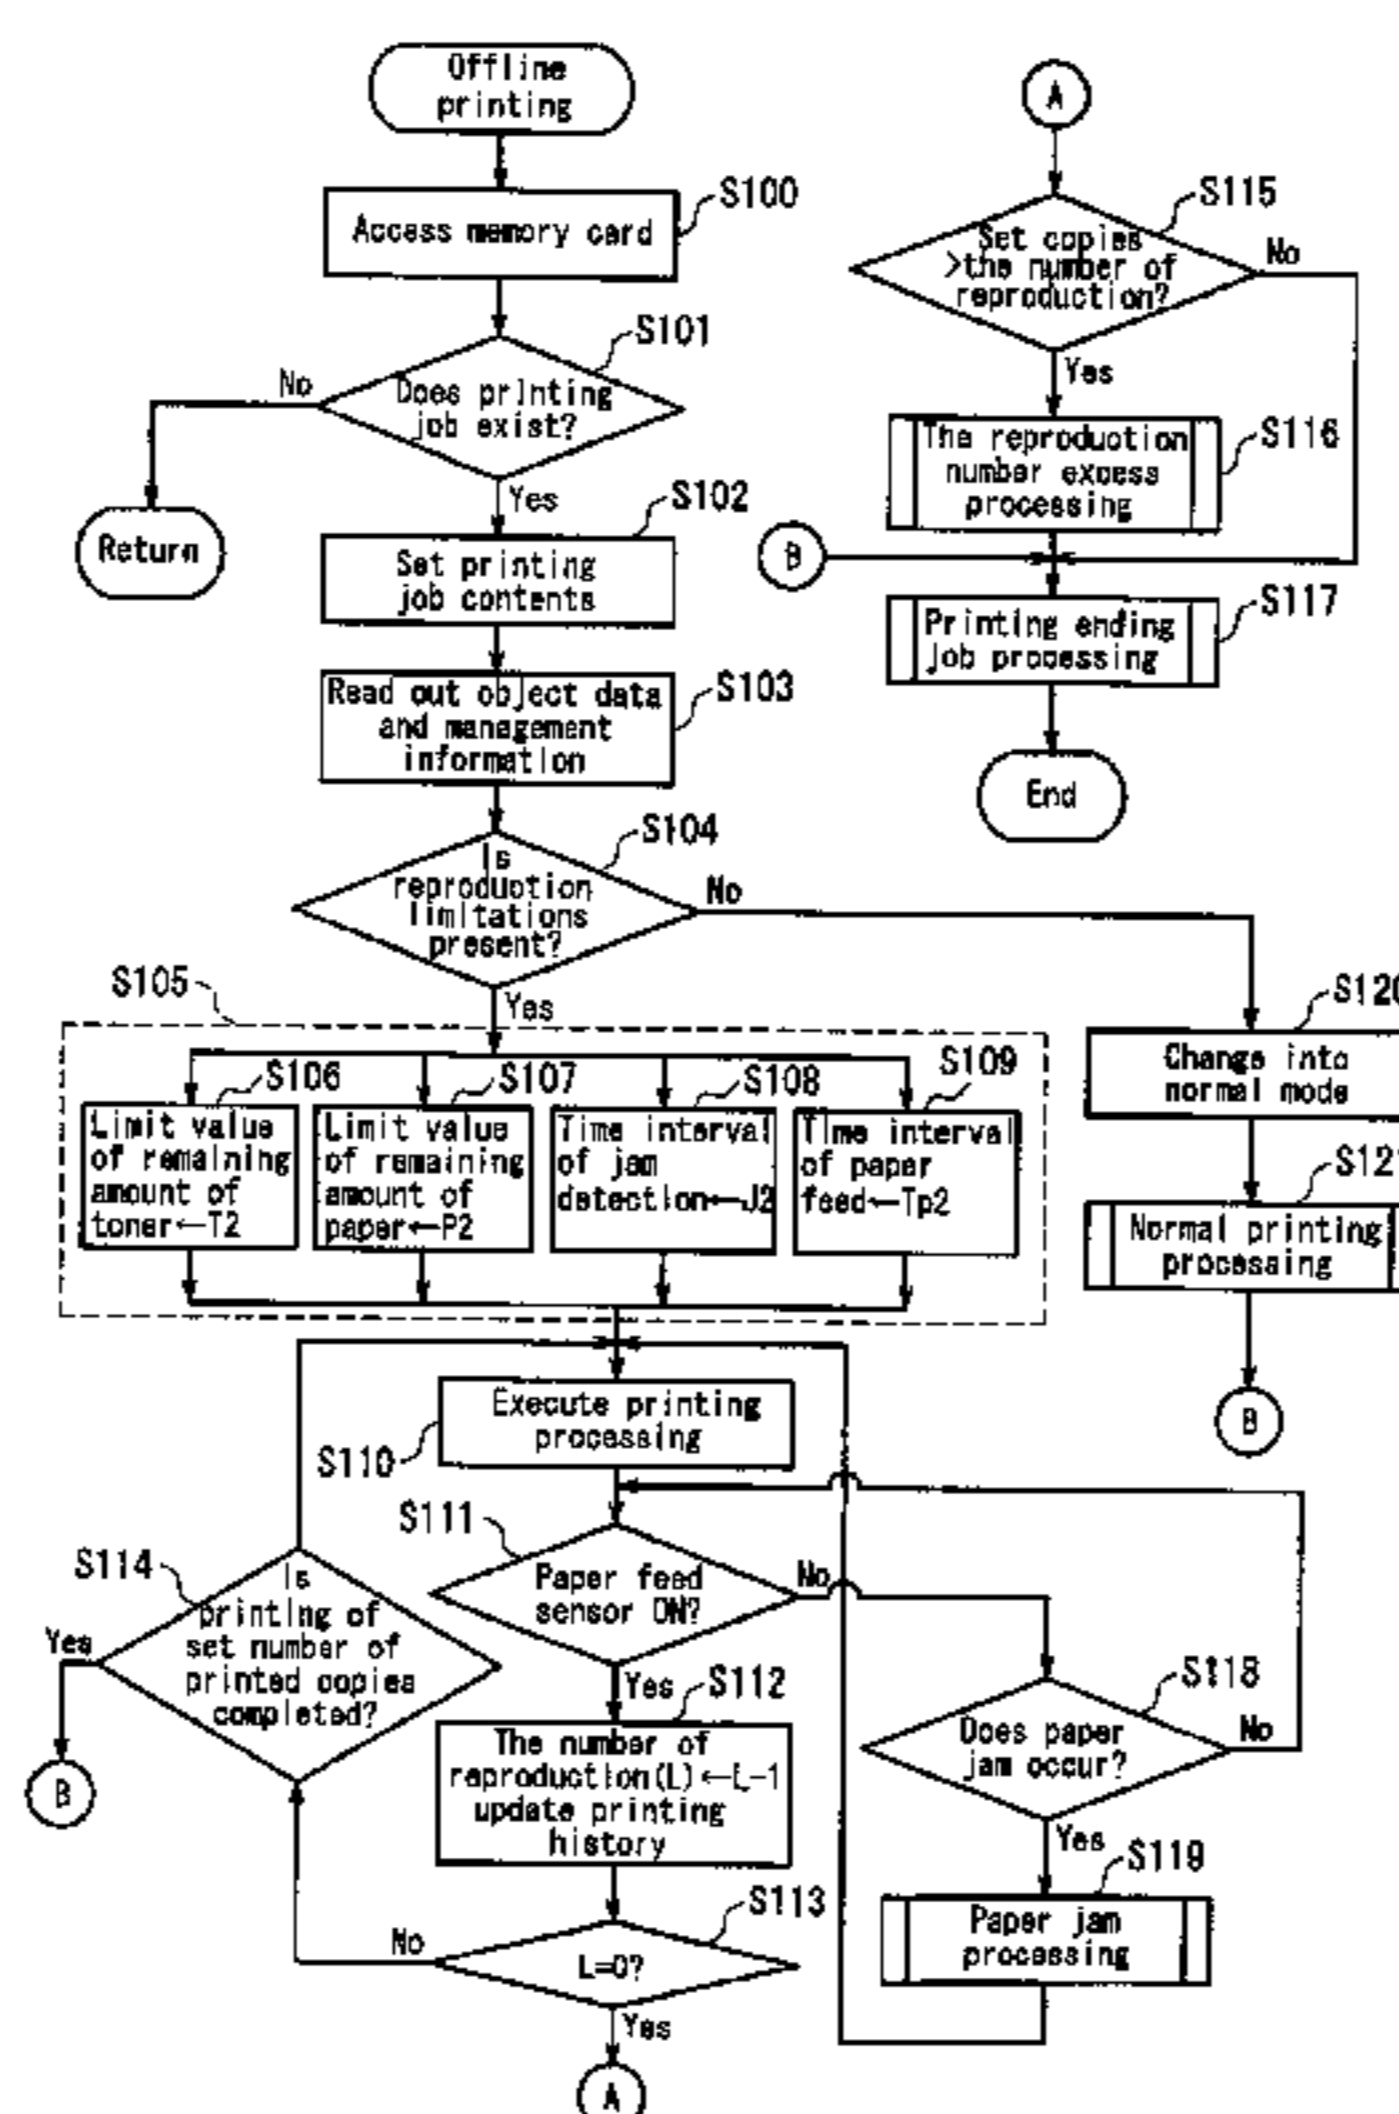 Offline
printing
S100
Access memory card
S101
Does printing
job exist?
No
Yes
Return
S102
Set printing
job contents
S103
Read out object data
and management
information
S104
Is
reproduction
limitations
present?
No
Yes
S105
S106
Limit value
of remaining
amount of
toner←T2
S107
Limit value
of remaining
amount of
paper←P2
S108
Time interval
of jam
detection←J2
S109
Time interval
of paper
feed←Tp2
Execute printing
processing
S110
S111
Paper feed
sensor ON?
No
Yes
S112
The number of
reproduction(L)←L-1
update printing
history
S113
L=0?
No
Yes
A
S114
Is
printing of
set number of
printed copies
completed?
Yes
B
A
S115
Set copies
>the number of
reproduction?
No
Yes
S116
The reproduction
number excess
processing
B
S117
Printing ending
job processing
End
S120
Change into
normal mode
S121
Normal printing
processing
B
S118
Does paper
jam occur?
No
Yes
S119
Paper jam
processing